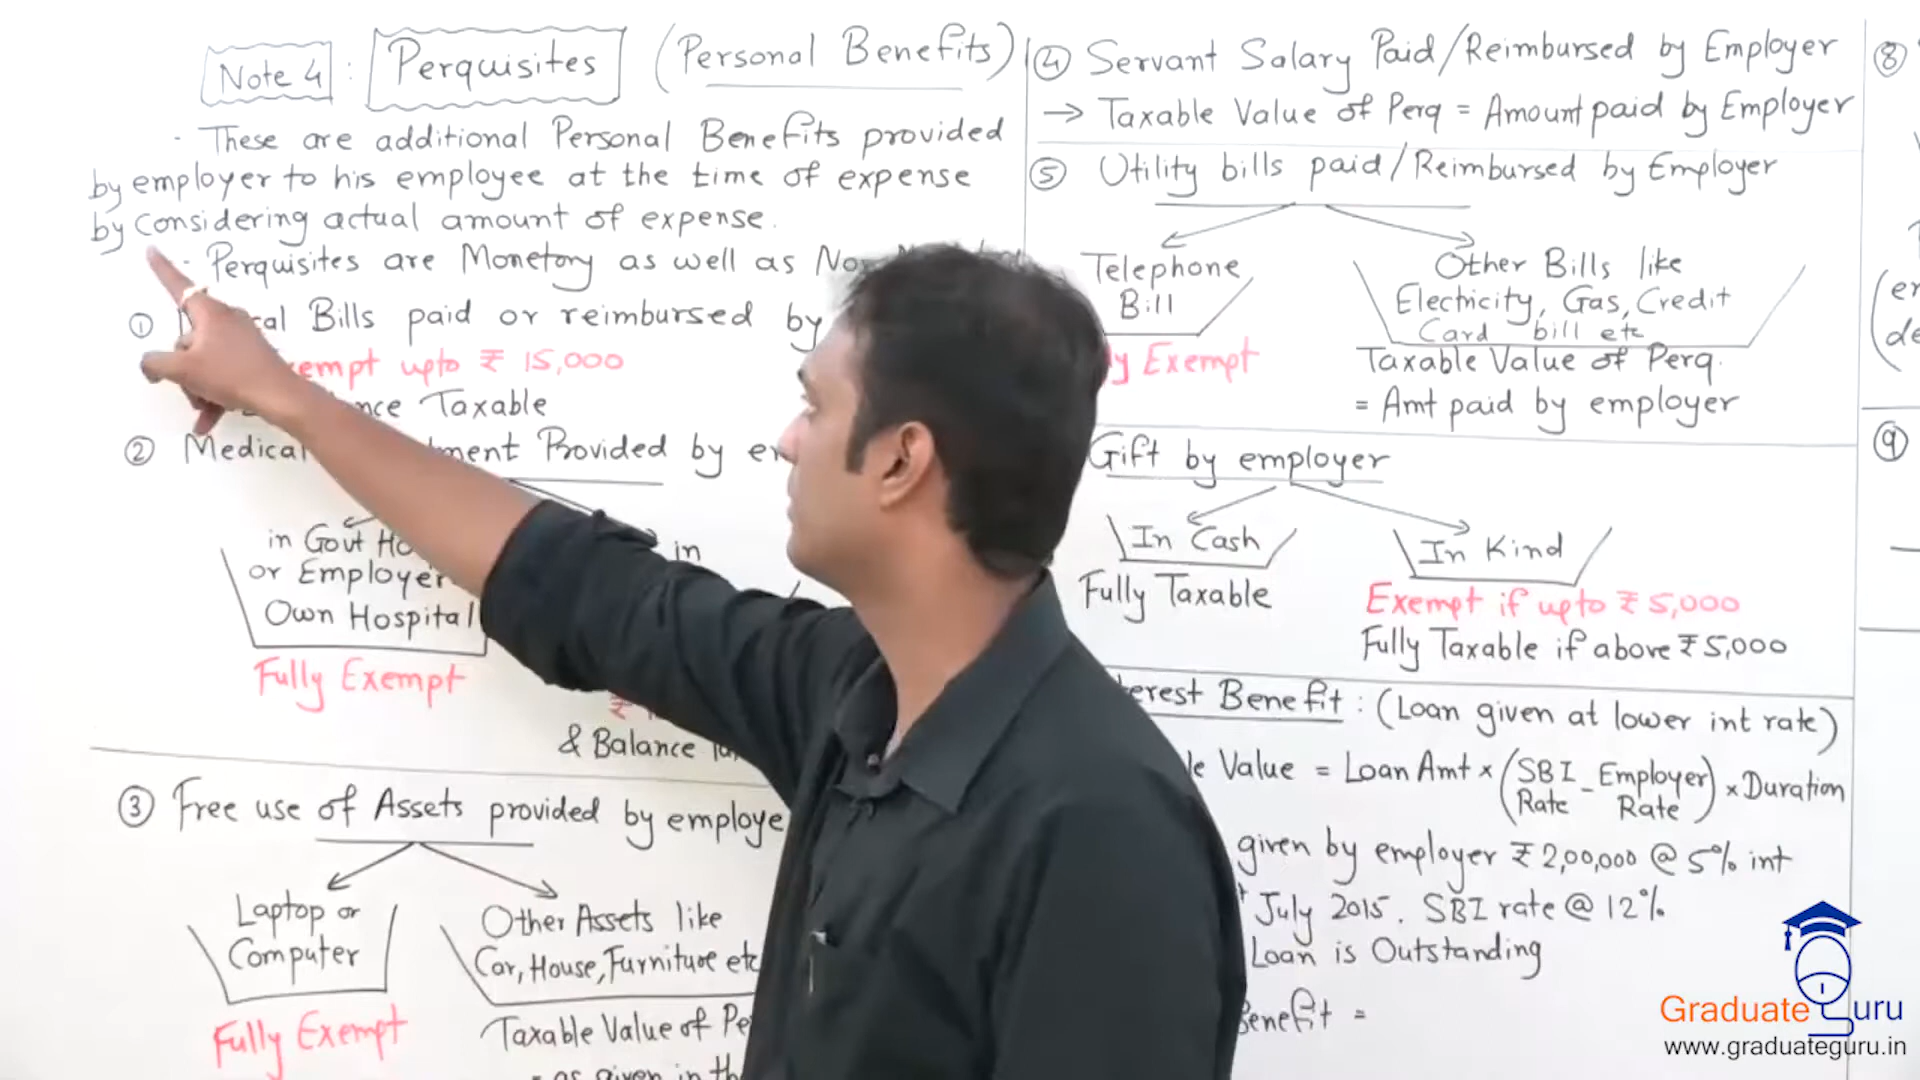 Note 4 : Perquisites (Personal Benefits)
- These are additional Personal Benefits provided
by employer to his employee at the time of expense
by considering actual amount of expense.
- Perquisites are Monetory as well as
① Bills paid or reimbursed by
upto ₹ 15,000
Taxable
② Medical Provided by
in Govt
or Employer
Own Hospital
Fully Exempt
in
& Balance
③ Free use of Assets provided by
Laptop or
Computer
Fully Exempt
Other Assets like
Car, House, Furniture etc
Taxable Value of
- as given in
④ Servant Salary Paid/Reimbursed by Employer
→ Taxable Value of Perq = Amount paid by Employer
⑤ Utility bills paid/Reimbursed by Employer
Telephone
Bill
Exempt
Other Bills like
Electricity, Gas, Credit
Card bill etc
Taxable Value of Perq.
= Amt paid by employer
Gift by employer
In Cash
Fully Taxable
In Kind
Exempt if upto ₹ 5,000
Fully Taxable if above ₹ 5,000
Benefit : (Loan given at lower int rate)
Value = Loan Amt × (SBI Rate - Employer Rate) × Duration
given by employer ₹ 2,00,000 @ 5% int
July 2015. SBI rate @ 12%
Loan is Outstanding
Benefit =
⑧
⑨
Graduate Guru
www.graduateguru.in